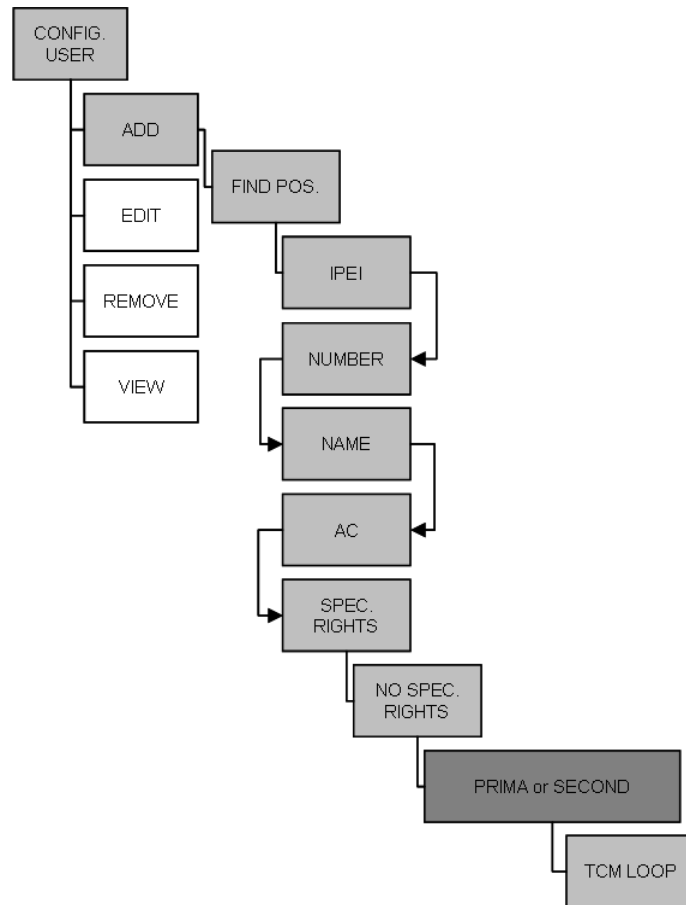 CONFIG.
USER
ADD
FIND POS.
EDIT
IPEI
REMOVE
NUMBER
VIEW
NAME
AC
SPEC.
RIGHTS
NO SPEC.
RIGHTS
PRIMA or SECOND
TCM LOOP